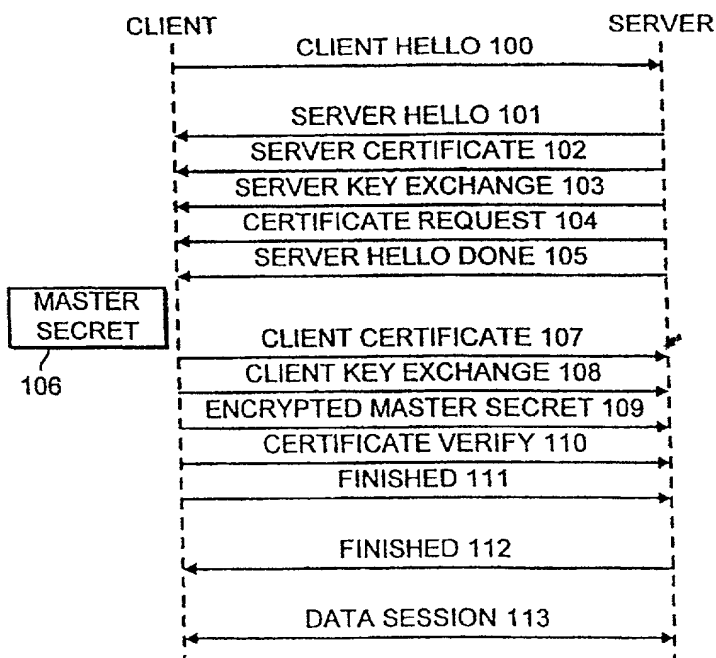 CLIENT
SERVER
CLIENT HELLO 100
SERVER HELLO 101
SERVER CERTIFICATE 102
SERVER KEY EXCHANGE 103
CERTIFICATE REQUEST 104
SERVER HELLO DONE 105
MASTER
SECRET
106
CLIENT CERTIFICATE 107
CLIENT KEY EXCHANGE 108
ENCRYPTED MASTER SECRET 109
CERTIFICATE VERIFY 110
FINISHED 111
FINISHED 112
DATA SESSION 113